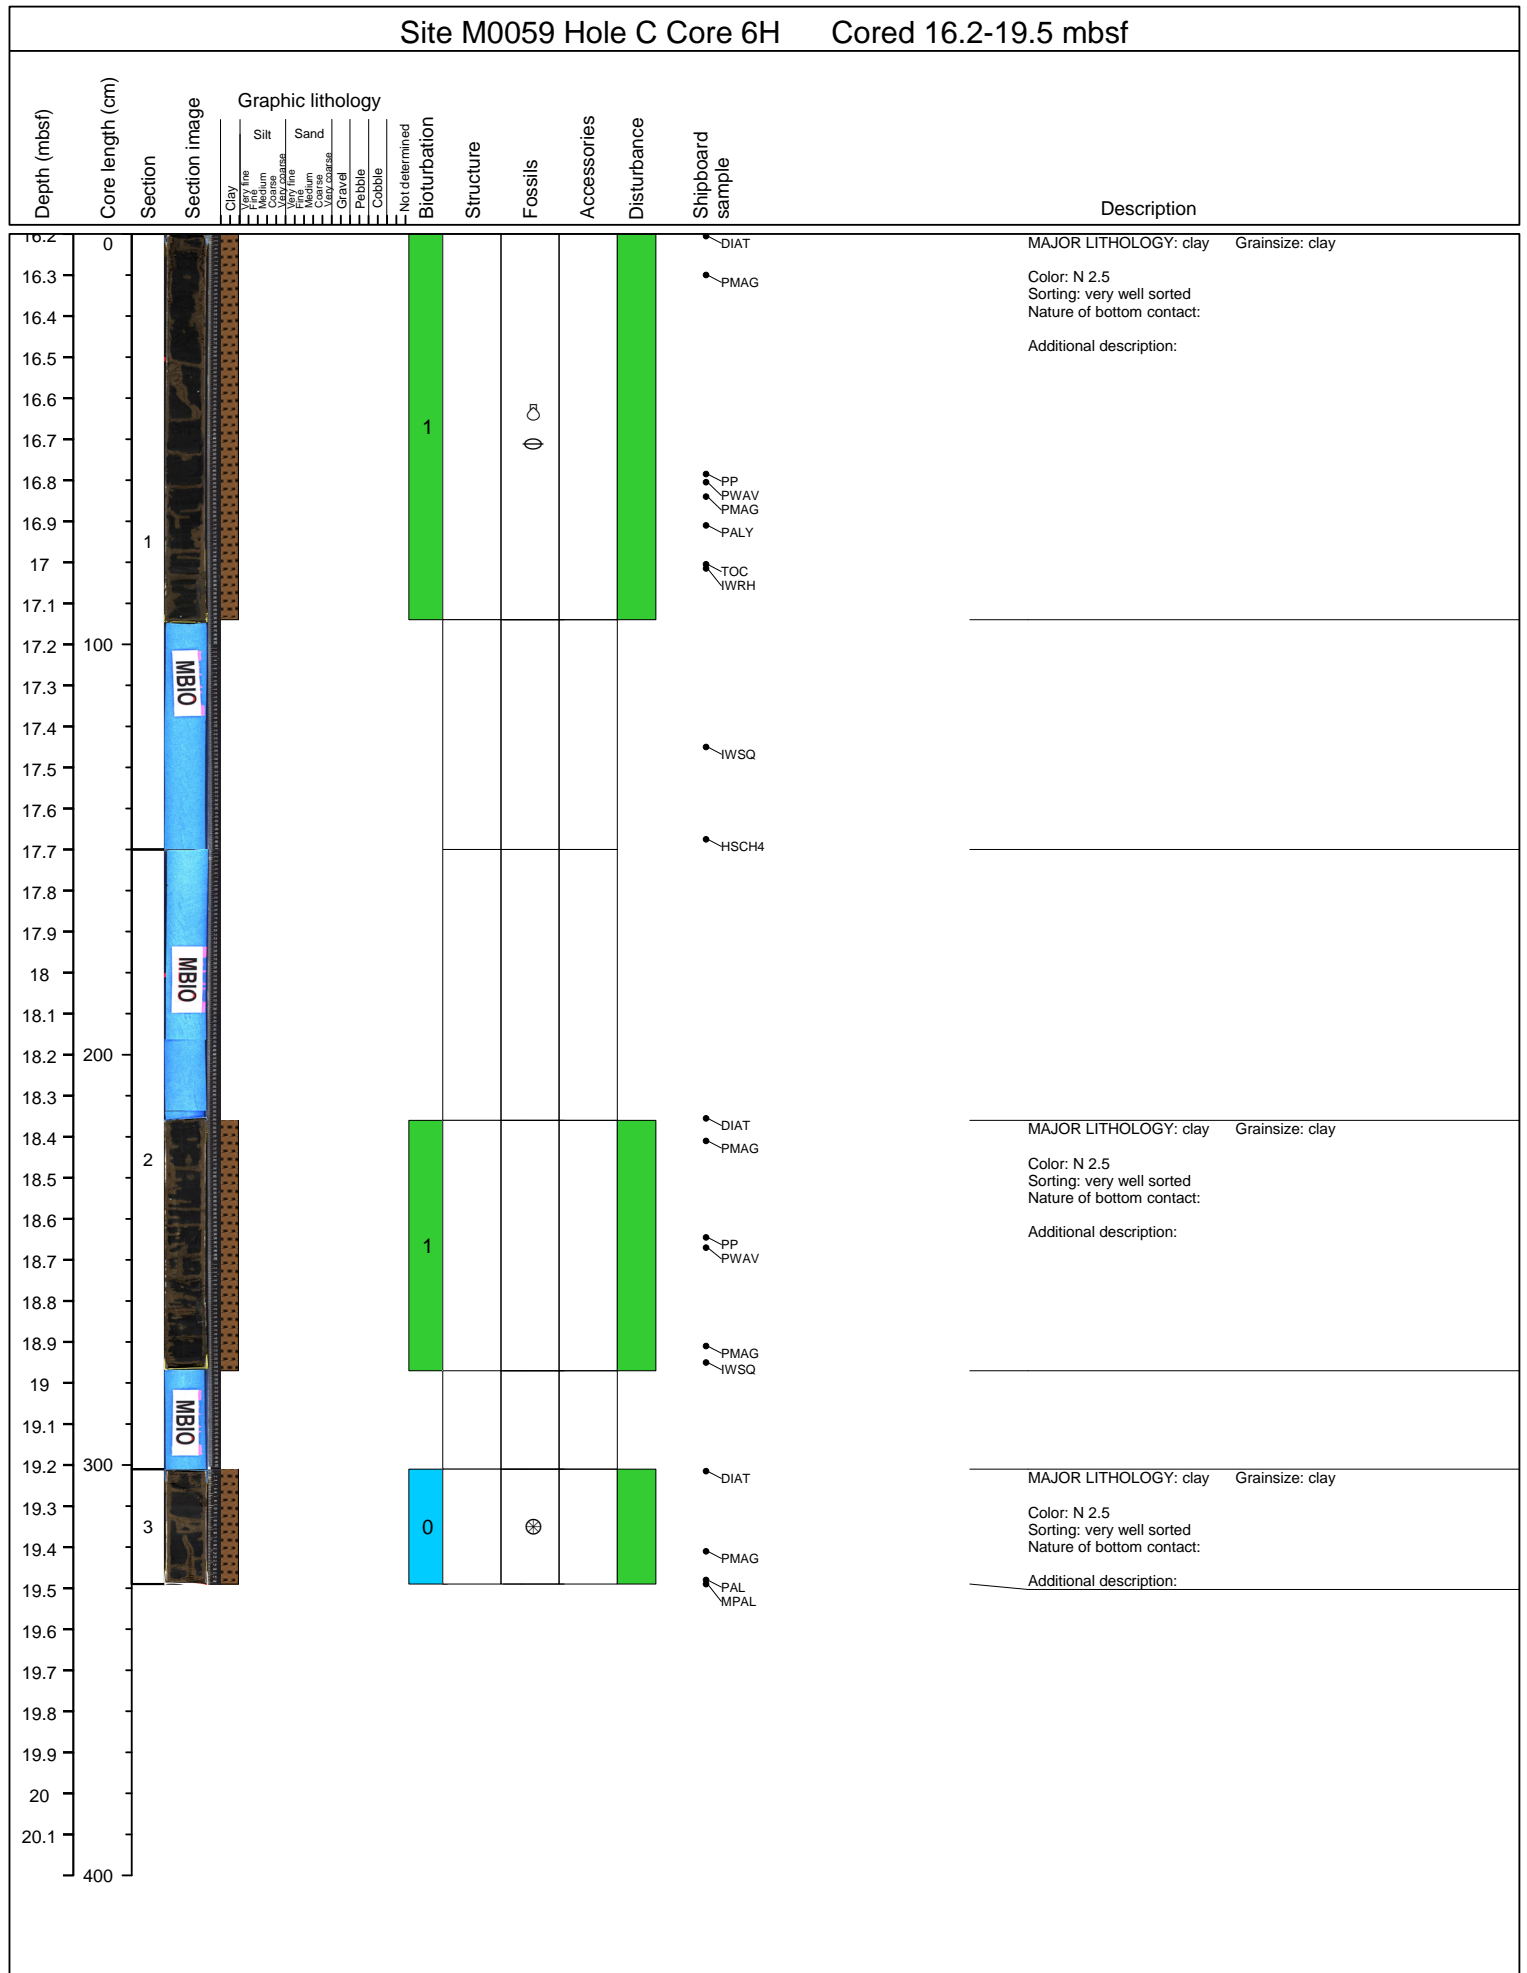 Site M0059 Hole C Core 6H Cored 16.2-19.5 mbsf
Depth (mbsf)
Core length (cm)
Section
Section image
Graphic lithology
Clay
Silt
Very fine
Fine
Medium
Coarse
Very coarse
Sand
Very fine
Fine
Medium
Coarse
Very coarse
Gravel
Pebble
Cobble
Not determined
Bioturbation
Structure
Fossils
Accessories
Disturbance
Shipboard
sample
Description
16.2
16.3
16.4
16.5
16.6
16.7
16.8
16.9
17
17.1
17.2
17.3
17.4
17.5
17.6
17.7
17.8
17.9
18
18.1
18.2
18.3
18.4
18.5
18.6
18.7
18.8
18.9
19
19.1
19.2
19.3
19.4
19.5
19.6
19.7
19.8
19.9
20
20.1
0
100
200
300
400
1
2
3
MBIO
MBIO
MBIO
1
1
0
DIAT
PMAG
PP
PWAV
PMAG
PALY
TOC
IWRH
IWSQ
HSCH4
DIAT
PMAG
PP
PWAV
PMAG
IWSQ
DIAT
PMAG
PAL
MPAL
MAJOR LITHOLOGY: clay Grainsize: clay
Color: N 2.5
Sorting: very well sorted
Nature of bottom contact:
Additional description:
MAJOR LITHOLOGY: clay Grainsize: clay
Color: N 2.5
Sorting: very well sorted
Nature of bottom contact:
Additional description:
MAJOR LITHOLOGY: clay Grainsize: clay
Color: N 2.5
Sorting: very well sorted
Nature of bottom contact:
Additional description: